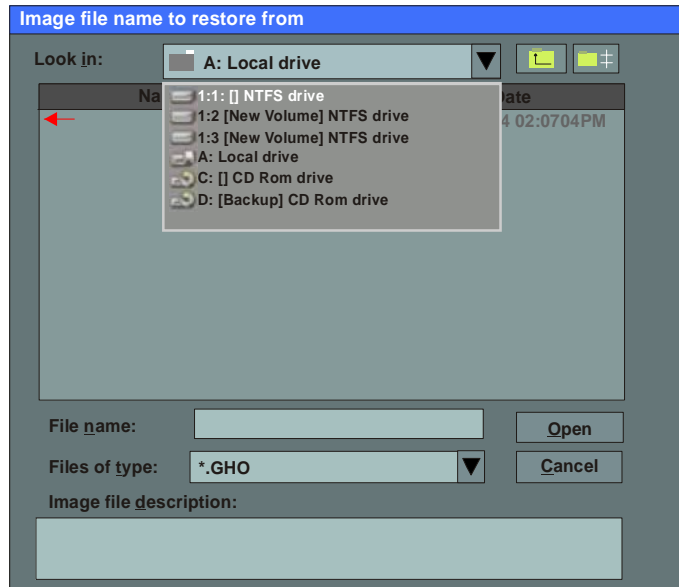 Image file name to restore from
Look in:
A: Local drive
Na
ate
1:1: [] NTFS drive
1:2 [New Volume] NTFS drive
4 02:0704PM
1:3 [New Volume] NTFS drive
A: Local drive
C: [] CD Rom drive
D: [Backup] CD Rom drive
File name:
Open
Files of type:
*.GHO
Cancel
Image file description: